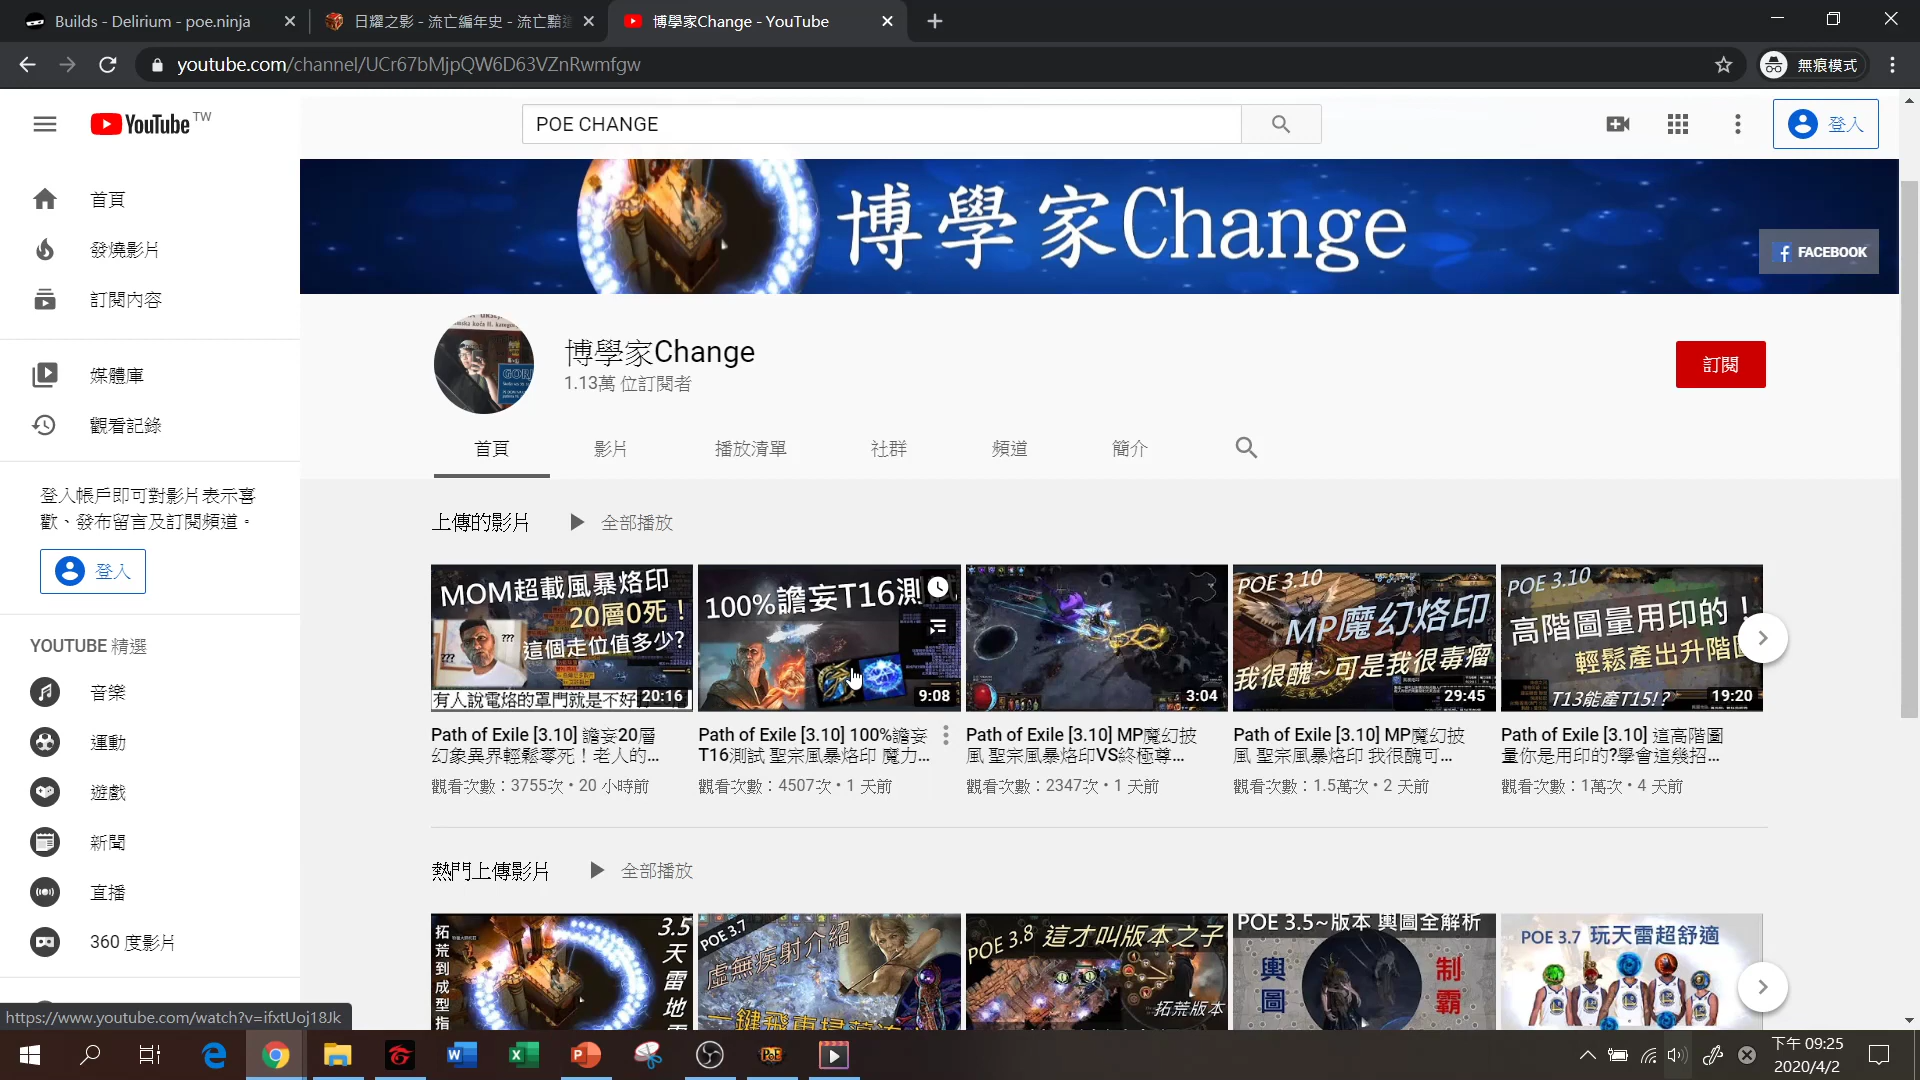 Builds - Delirium - poe.ninja
日耀之影 - 流亡編年史 - 流亡黯道
博學家Change - YouTube
youtube.com/channel/UCr67bMjpQW6D63VZnRwmfgw
無痕模式
YouTube TW
POE CHANGE
登入
首頁
發燒影片
訂閱內容
媒體庫
觀看記錄
登入帳戶即可對影片表示喜
歡、發布留言及訂閱頻道。
登入
YOUTUBE 精選
音樂
運動
遊戲
新聞
直播
360 度影片
https://www.youtube.com/watch?v=ifxtUoj18Jk
博學家Change
FACEBOOK
博學家Change
1.13萬 位訂閱者
訂閱
首頁
影片
播放清單
社群
頻道
簡介
上傳的影片
全部播放
MOM超載風暴烙印
20層0死！
這個走位值多少?
???
???
有人說電烙的罩門就是不好
20:16
Path of Exile [3.10] 譫妄20層
幻象異界輕鬆零死！老人的...
觀看次數：3755次 • 20 小時前
100%譫妄T16測
9:08
Path of Exile [3.10] 100%譫妄
T16測試 聖宗風暴烙印 魔力...
觀看次數：4507次 • 1 天前
3:04
Path of Exile [3.10] MP魔幻披
風 聖宗風暴烙印VS終極尊...
觀看次數：2347次 • 1 天前
POE 3.10
MP魔幻烙印
我很醜~可是我很毒瘤
29:45
Path of Exile [3.10] MP魔幻披
風 聖宗風暴烙印 我很醜可...
觀看次數：1.5萬次 • 2 天前
POE 3.10
高階圖量用印的！
輕鬆產出升階
T13能產T15!?
19:20
Path of Exile [3.10] 這高階圖
量你是用印的?學會這幾招...
觀看次數：1萬次 • 4 天前
熱門上傳影片
全部播放
拓荒到成型指
3.5
天雷地
POE 3.7
虛無疾射介紹
POE 3.8 這才叫版本之子
拓荒版本
POE 3.5~版本 輿圖全解析
輿圖
制霸
POE 3.7 玩天雷超舒適
下午 09:25
2020/4/2